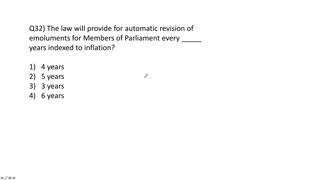 Q32) The law will provide for automatic revision of
emoluments for Members of Parliament every _____
years indexed to inflation?
1) 4 years
2) 5 years
3) 3 years
4) 6 years